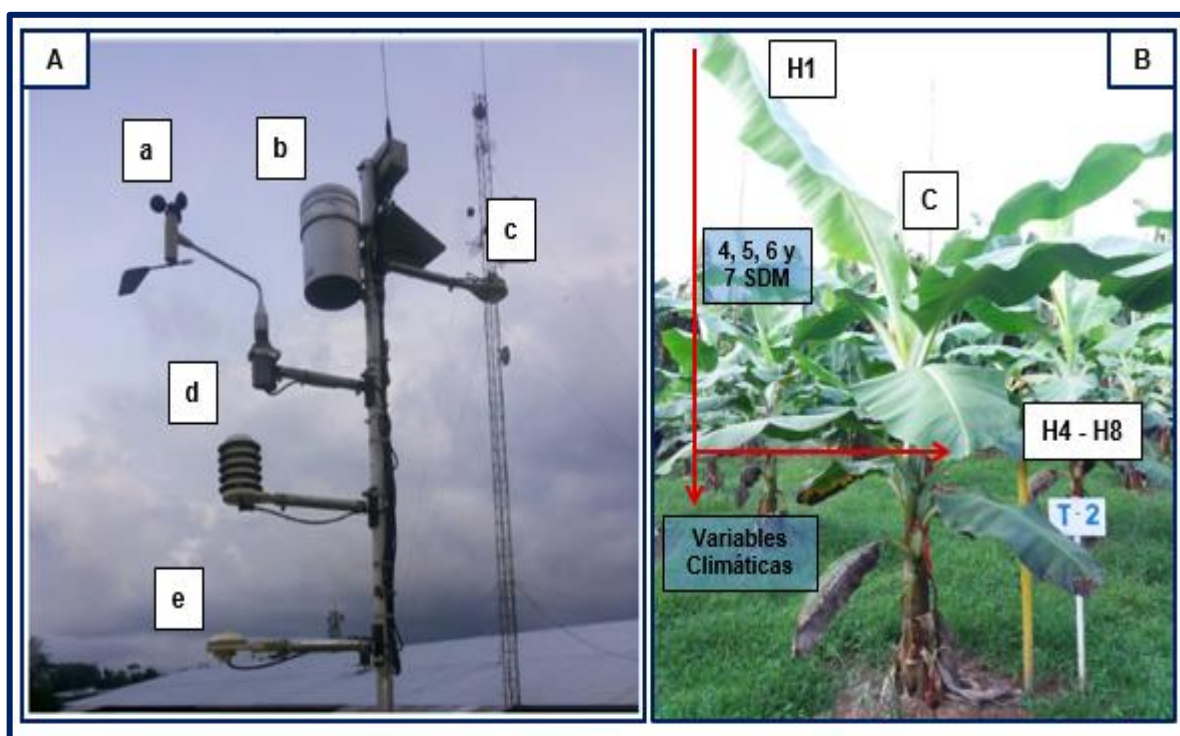 A
a
b
c
d
e
B
H1
C
4, 5, 6 y
7 SDM
H4 - H8
T-2
Variables
Climáticas